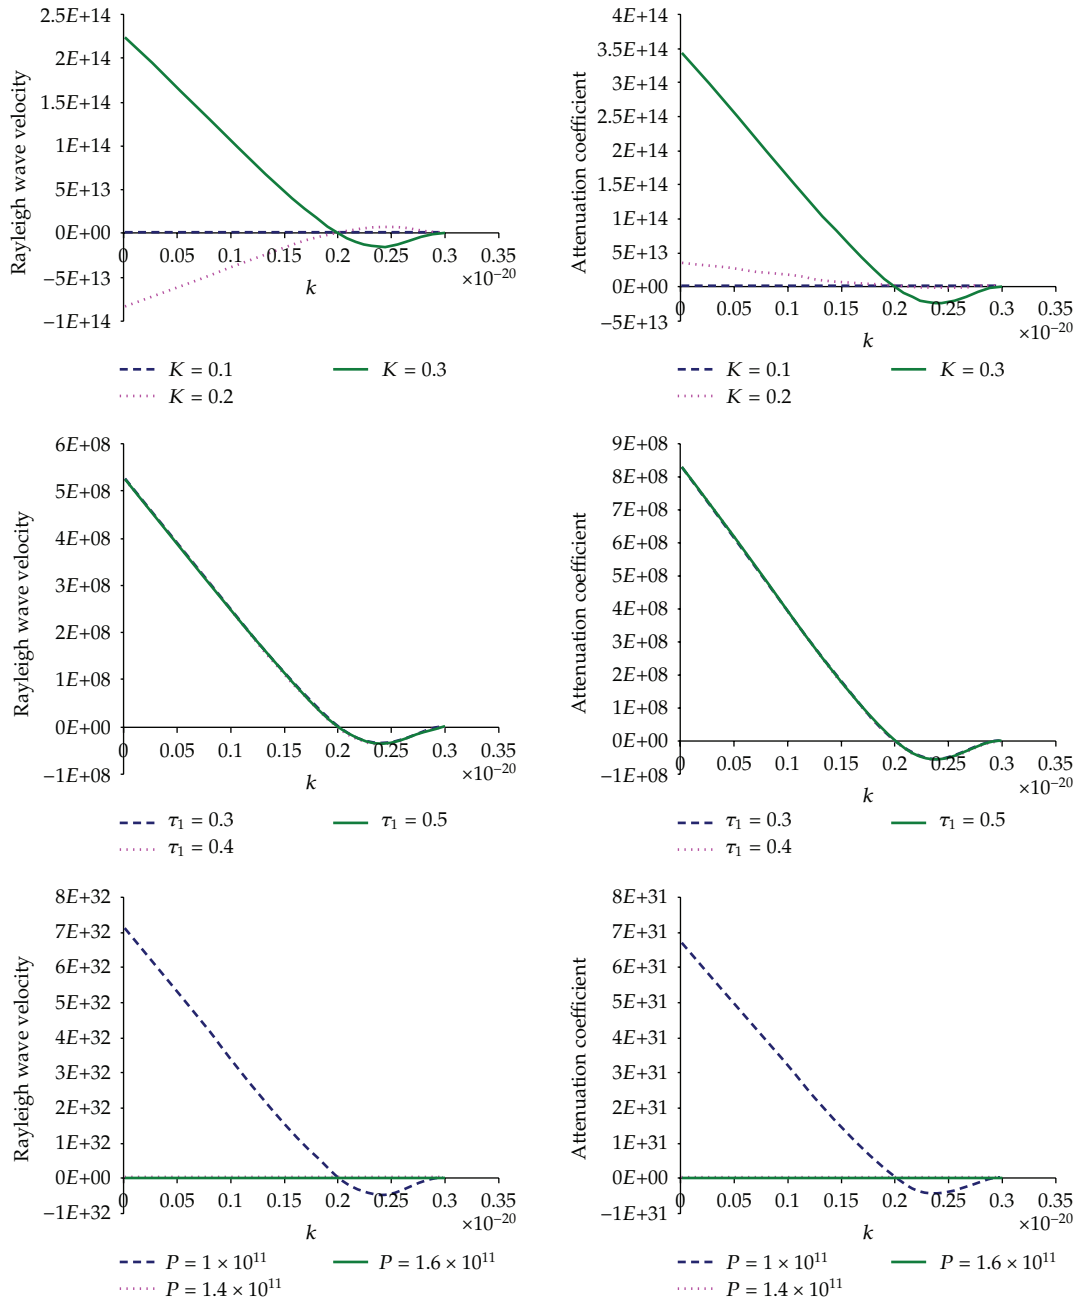 2.5E+14
2E+14
1.5E+14
1E+14
5E+13
0E+00
−5E+13
−1E+14
Rayleigh wave velocity
0 0.05 0.1 0.15 0.2 0.25 0.3 0.35
×10⁻²⁰
k
K = 0.1
K = 0.3
K = 0.2
4E+14
3.5E+14
3E+14
2.5E+14
2E+14
1.5E+14
1E+14
5E+13
0E+00
−5E+13
Attenuation coefficient
0 0.05 0.1 0.15 0.2 0.25 0.3 0.35
×10⁻²⁰
k
K = 0.1
K = 0.3
K = 0.2
6E+08
5E+08
4E+08
3E+08
2E+08
1E+08
0E+00
−1E+08
Rayleigh wave velocity
0 0.05 0.1 0.15 0.2 0.25 0.3 0.35
×10⁻²⁰
k
τ₁ = 0.3
τ₁ = 0.5
τ₁ = 0.4
9E+08
8E+08
7E+08
6E+08
5E+08
4E+08
3E+08
2E+08
1E+08
0E+00
−1E+08
Attenuation coefficient
0 0.05 0.1 0.15 0.2 0.25 0.3 0.35
×10⁻²⁰
k
τ₁ = 0.3
τ₁ = 0.5
τ₁ = 0.4
8E+32
7E+32
6E+32
5E+32
4E+32
3E+32
2E+32
1E+32
0E+00
−1E+32
Rayleigh wave velocity
0 0.05 0.1 0.15 0.2 0.25 0.3 0.35
×10⁻²⁰
k
P = 1 × 10¹¹
P = 1.6 × 10¹¹
P = 1.4 × 10¹¹
8E+31
7E+31
6E+31
5E+31
4E+31
3E+31
2E+31
1E+31
0E+00
−1E+31
Attenuation coefficient
0 0.05 0.1 0.15 0.2 0.25 0.3 0.35
×10⁻²⁰
k
P = 1 × 10¹¹
P = 1.6 × 10¹¹
P = 1.4 × 10¹¹